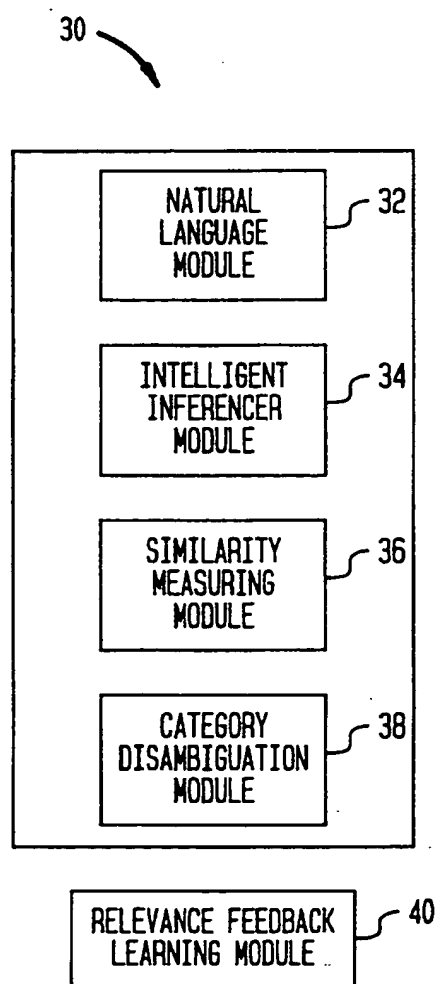 30
NATURAL
LANGUAGE
MODULE
32
INTELLIGENT
INFERENCER
MODULE
34
SIMILARITY
MEASURING
MODULE
36
CATEGORY
DISAMBIGUATION
MODULE
38
RELEVANCE FEEDBACK
LEARNING MODULE
40